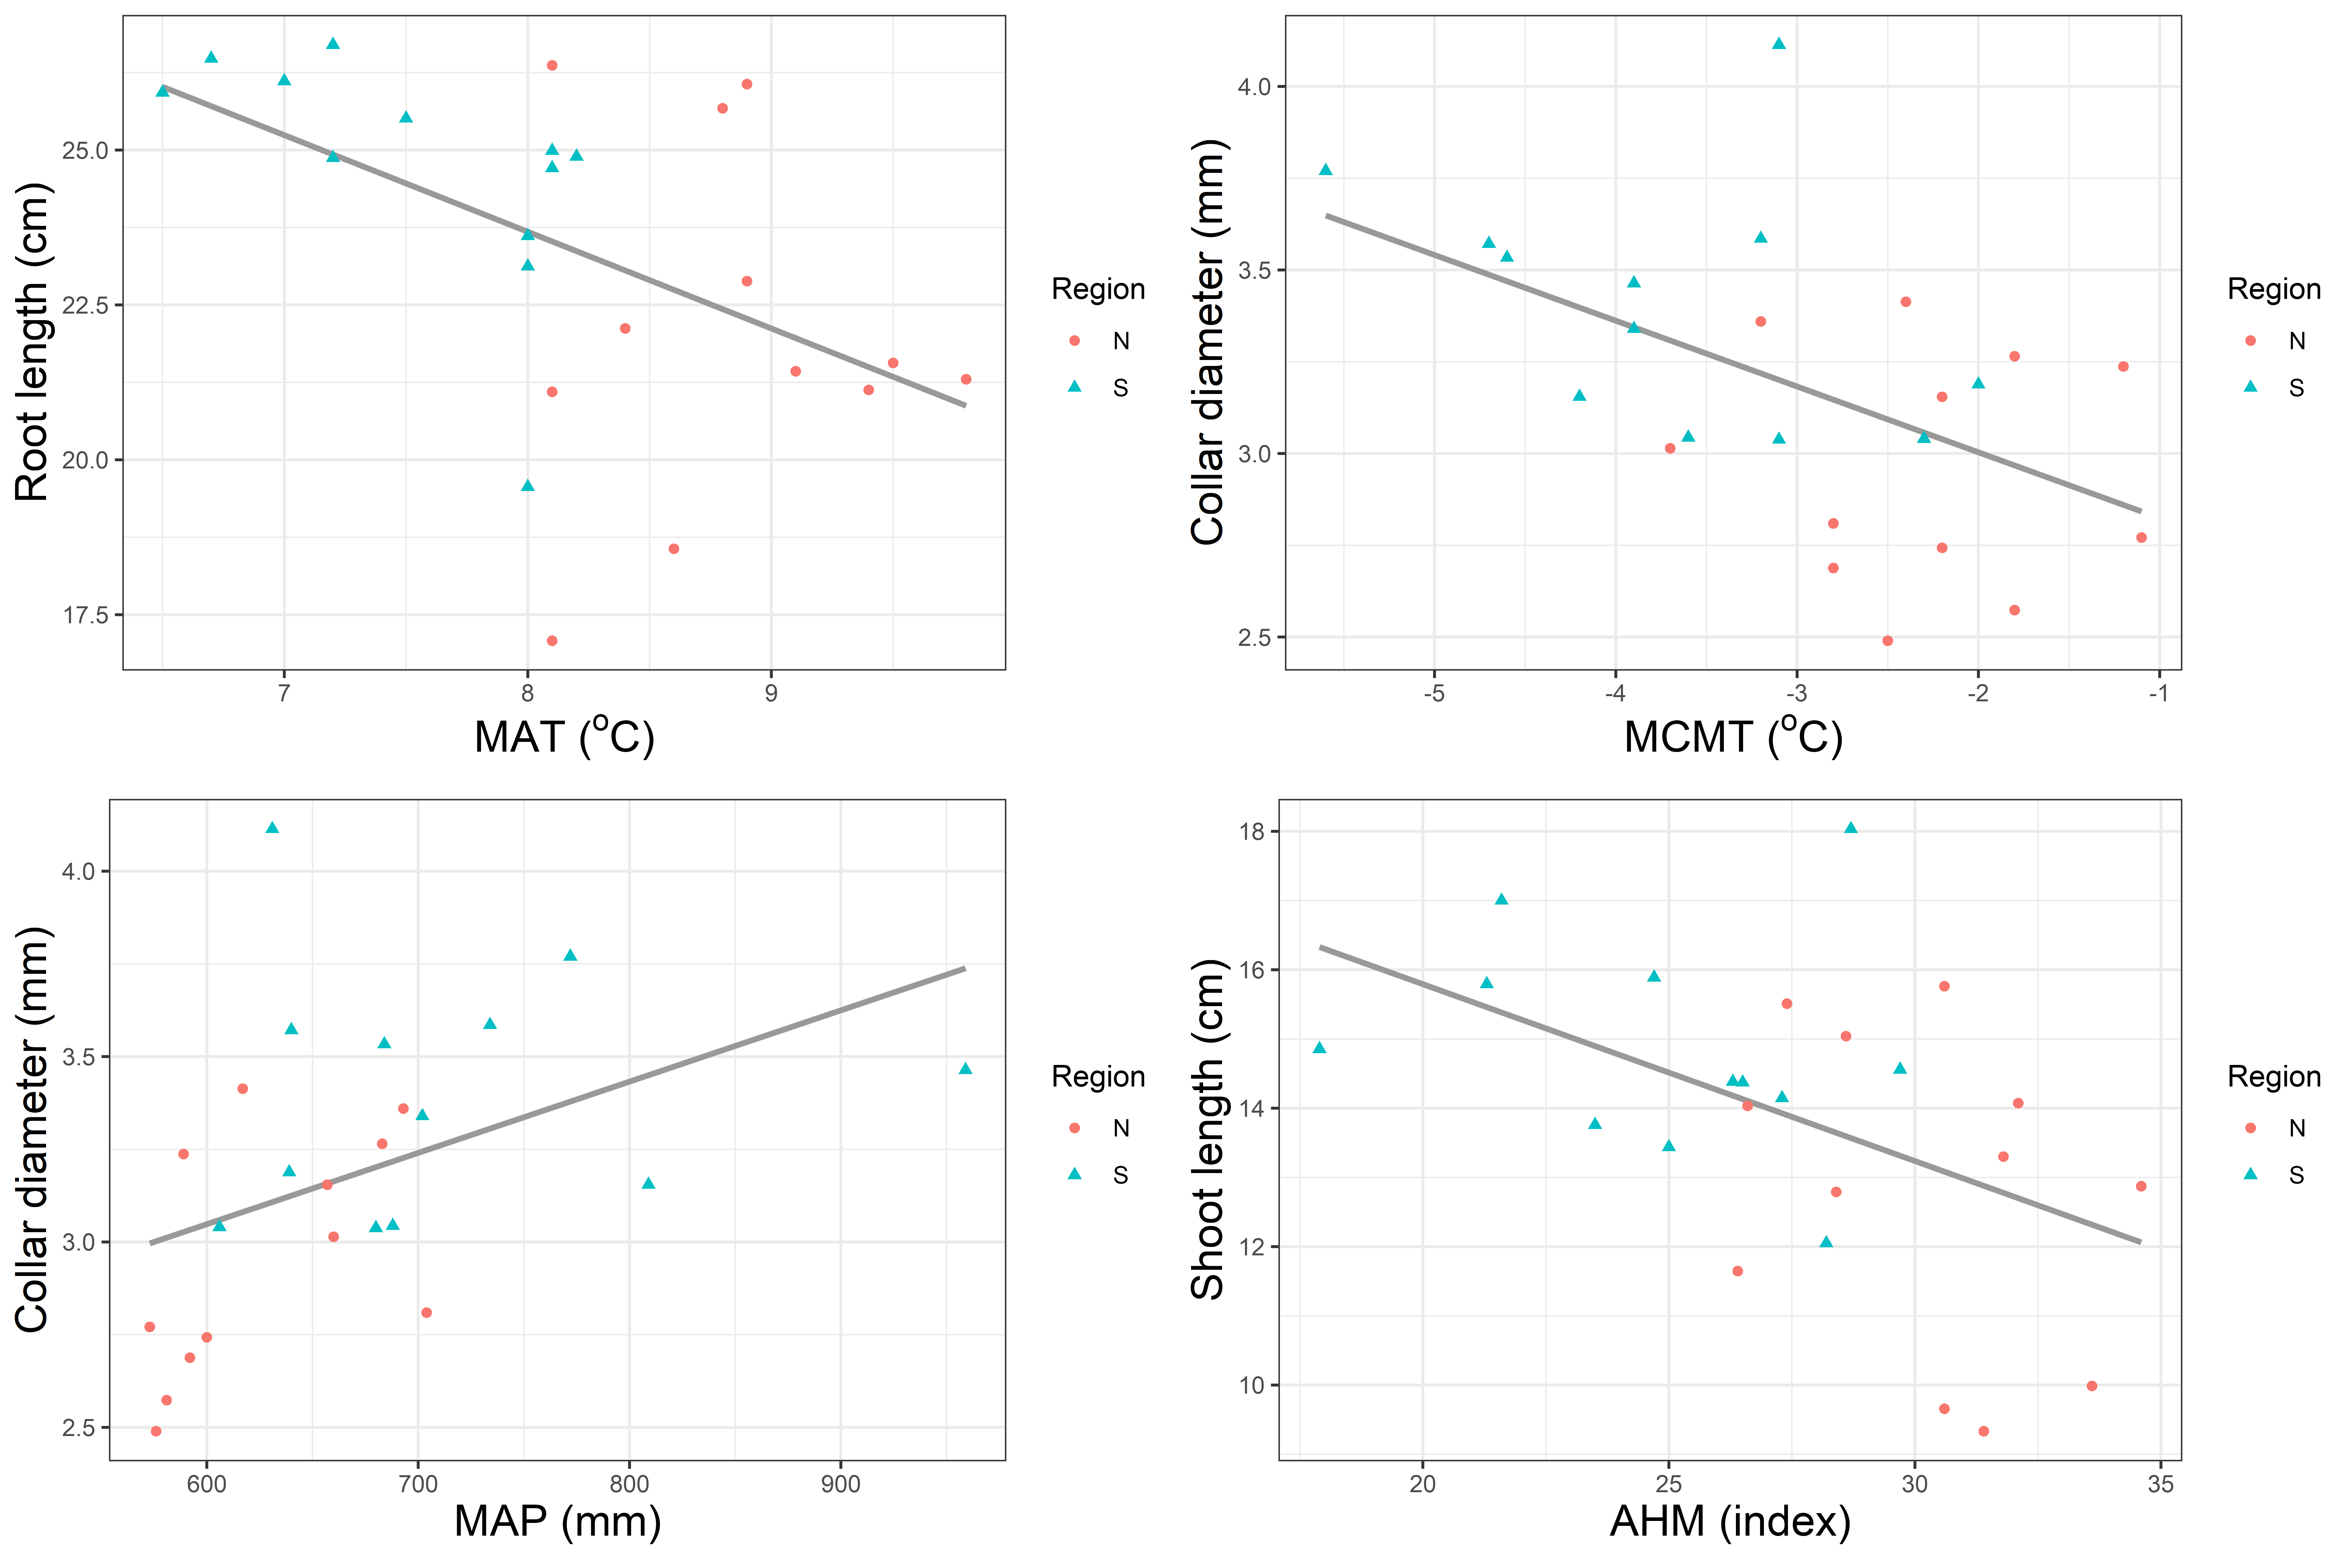 Root length (cm)
25.0
22.5
20.0
17.5
7 8 9
MAT (°C)
Region
N
S
Collar diameter (mm)
4.0
3.5
3.0
2.5
-5 -4 -3 -2 -1
MCMT (°C)
Region
N
S
Collar diameter (mm)
4.0
3.5
3.0
2.5
600 700 800 900
MAP (mm)
Region
N
S
Shoot length (cm)
18
16
14
12
10
20 25 30 35
AHM (index)
Region
N
S